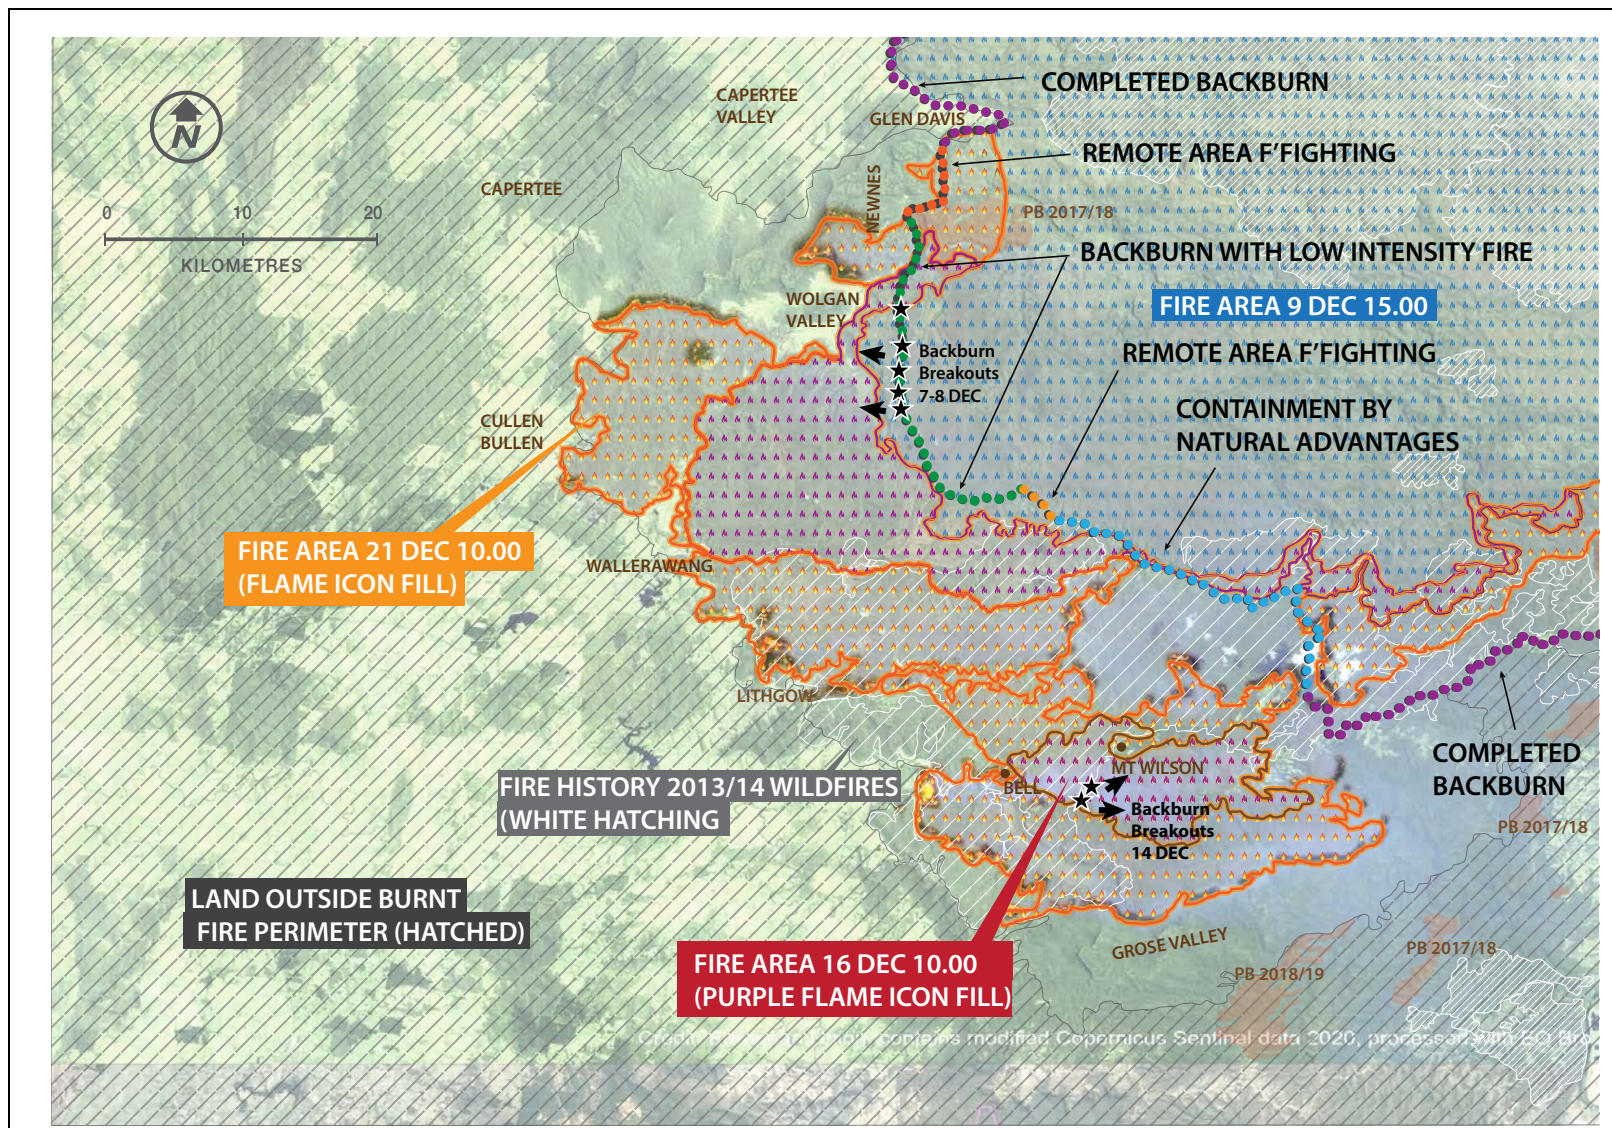 COMPLETED BACKBURN
CAPERTEE
VALLEY
GLEN DAVIS
N
REMOTE AREA F'FIGHTING
CAPERTEE
NEWNES
0 10 20
KILOMETRES
PB 2017/18
BACKBURN WITH LOW INTENSITY FIRE
WOLGAN
VALLEY
FIRE AREA 9 DEC 15.00
Backburn
Breakouts
7-8 DEC
REMOTE AREA F'FIGHTING
CONTAINMENT BY
NATURAL ADVANTAGES
CULLEN
BULLEN
FIRE AREA 21 DEC 10.00
(FLAME ICON FILL)
WALLERAWANG
LITHGOW
COMPLETED
BACKBURN
MT WILSON
BELL
FIRE HISTORY 2013/14 WILDFIRES
(WHITE HATCHING
Backburn
Breakouts
14 DEC
PB 2017/18
LAND OUTSIDE BURNT
FIRE PERIMETER (HATCHED)
GROSE VALLEY
PB 2017/18
PB 2018/19
FIRE AREA 16 DEC 10.00
(PURPLE FLAME ICON FILL)
contains modified Copernicus Sentinel data 2020, processed with EO